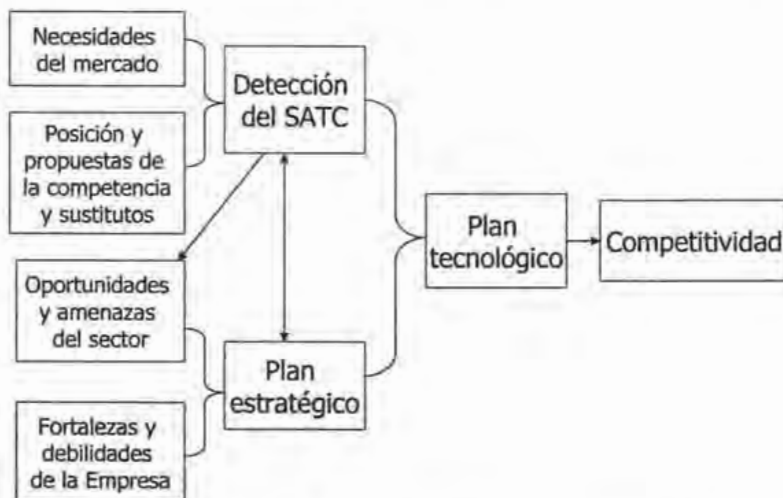 Necesidades
del mercado
Posición y
propuestas de
la competencia
y sustitutos
Oportunidades
y amenazas
del sector
Fortalezas y
debilidades
de la Empresa
Detección
del SATC
Plan
estratégico
Plan
tecnológico
Competitividad